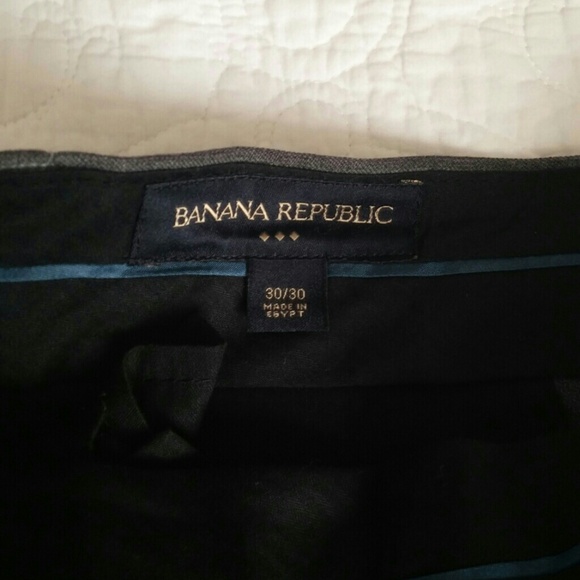 BANANA REPUBLIC
30/30
MADE IN
EGYPT